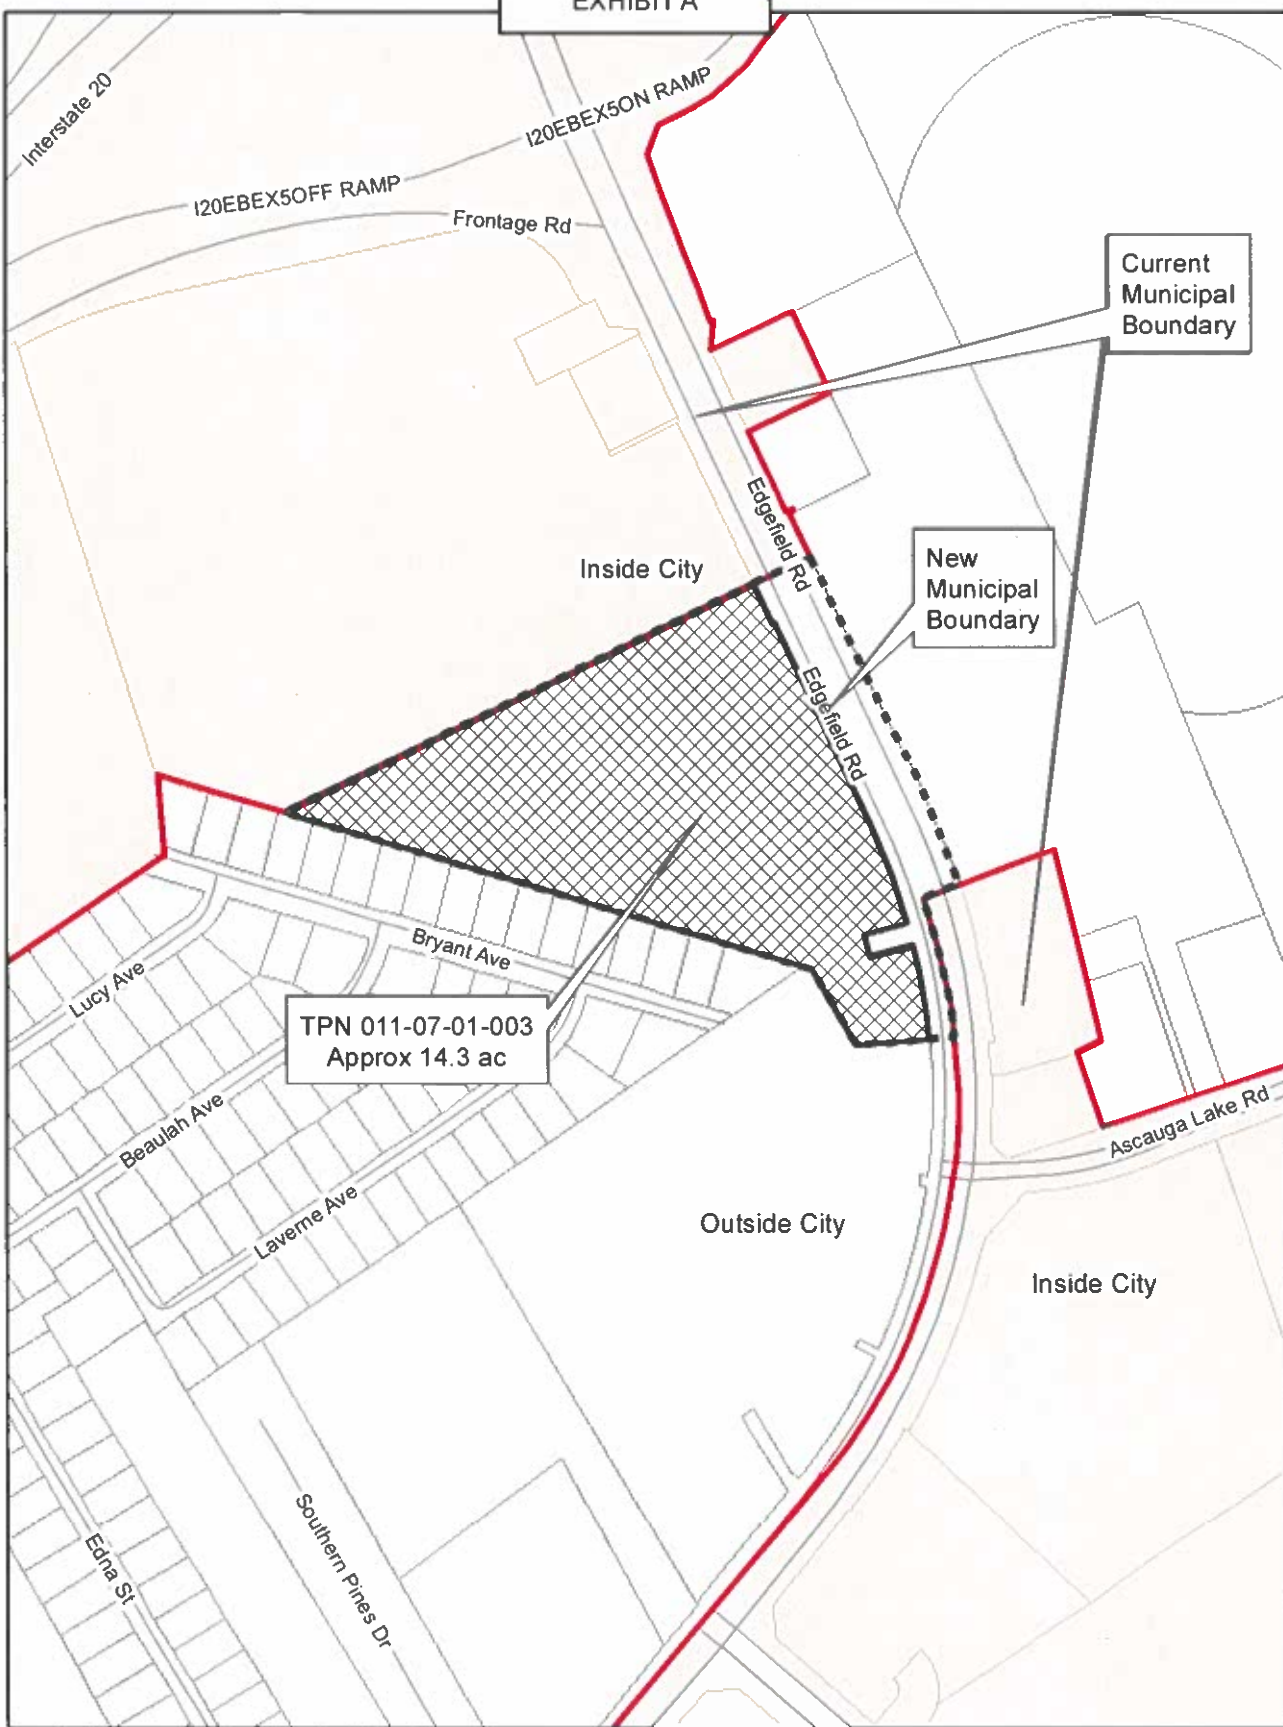 EXHIBIT A
Interstate 20
I20EBEX5ON RAMP
I20EBEX5OFF RAMP
Frontage Rd
Current
Municipal
Boundary
Edgefield Rd
Inside City
New
Municipal
Boundary
Edgefield Rd
Bryant Ave
Lucy Ave
TPN 011-07-01-003
Approx 14.3 ac
Beaulah Ave
Ascauga Lake Rd
Laverne Ave
Outside City
Inside City
Southern Pines Dr
Edna St